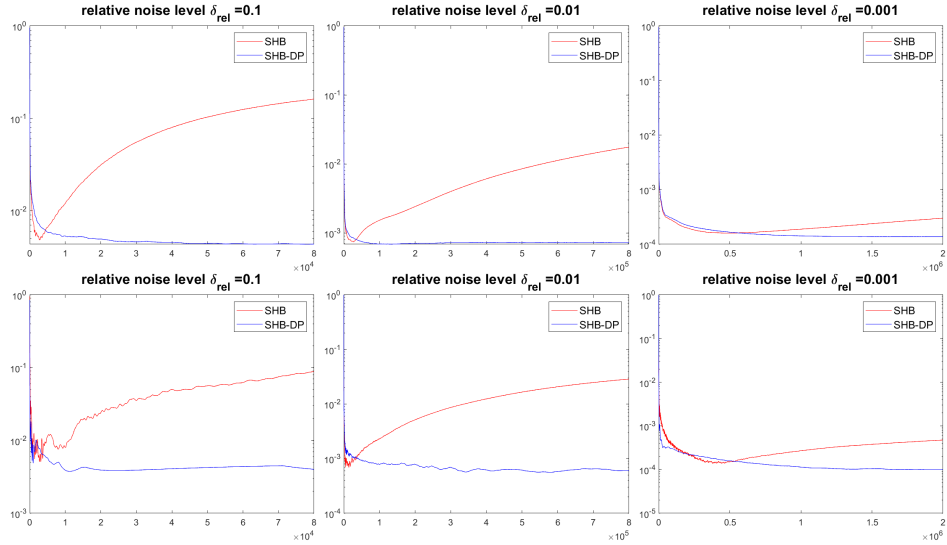 relative noise level δrel =0.1
relative noise level δrel =0.01
relative noise level δrel =0.001
10^0
10^-1
10^-2
SHB
SHB-DP
0 1 2 3 4 5 6 7 8
×10^4
10^0
10^-1
10^-2
10^-3
SHB
SHB-DP
0 1 2 3 4 5 6 7 8
×10^5
10^0
10^-1
10^-2
10^-3
10^-4
SHB
SHB-DP
0 0.5 1 1.5 2
×10^6
relative noise level δrel =0.1
relative noise level δrel =0.01
relative noise level δrel =0.001
10^0
10^-1
10^-2
10^-3
SHB
SHB-DP
0 1 2 3 4 5 6 7 8
×10^4
10^0
10^-1
10^-2
10^-3
10^-4
SHB
SHB-DP
0 1 2 3 4 5 6 7 8
×10^5
10^0
10^-1
10^-2
10^-3
10^-4
10^-5
SHB
SHB-DP
0 0.5 1 1.5 2
×10^6